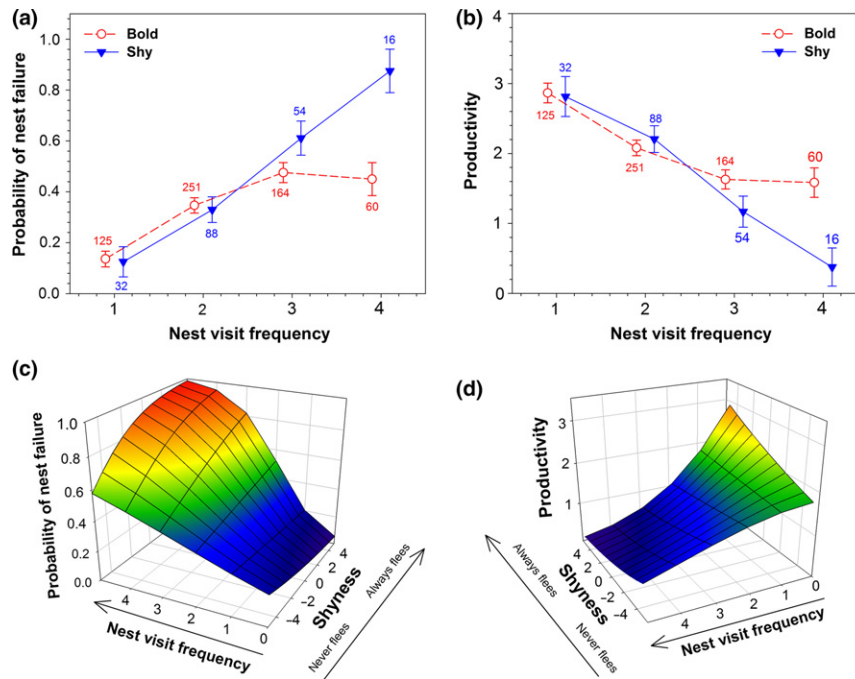 (a)
Bold
Shy
Probability of nest failure
1.0
0.8
0.6
0.4
0.2
0.0
125
32
251
88
54
164
16
60
1
2
3
4
Nest visit frequency
(b)
Bold
Shy
Productivity
4
3
2
1
0
32
125
88
251
164
54
60
16
1
2
3
4
Nest visit frequency
(c)
Probability of nest failure
1.0
0.8
0.6
0.4
0.2
0.0
4
3
2
1
0
Nest visit frequency
4
2
0
−2
−4
Shyness
Never flees
Always flees
(d)
Productivity
3
2
1
4
2
0
−2
−4
Shyness
Always flees
Never flees
4
3
2
1
0
Nest visit frequency